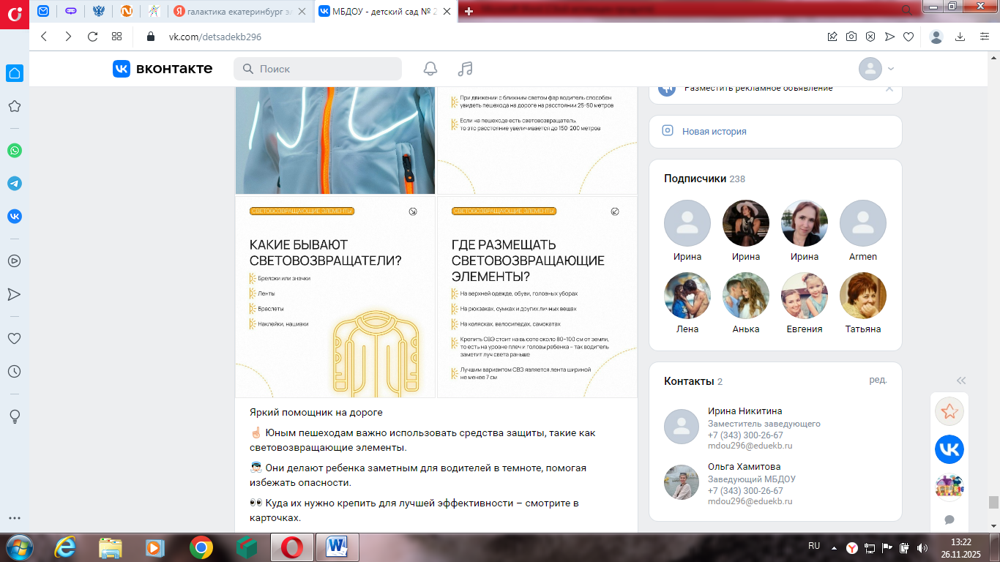 галактика екатеринбург эл
МБДОУ - детский сад № 2
vk.com/detsadekb296
вконтакте
Поиск
Разместить рекламное объявление
При движении с ближним светом фар водитель способен
увидеть пешехода на дороге на расстоянии 25-50 метров
Если на пешеходе есть световозвращатель,
то это расстояние увеличивается до 150-200 метров
Новая история
Подписчики 238
Ирина
Ирина
Ирина
Armen
Лена
Анька
Евгения
Татьяна
СВЕТОВОЗВРАЩАЮЩИЕ ЭЛЕМЕНТЫ
КАКИЕ БЫВАЮТ
СВЕТОВОЗВРАЩАТЕЛИ?
Брелоки или значки
Ленты
Браслеты
Наклейки, нашивки
СВЕТОВОЗВРАЩАЮЩИЕ ЭЛЕМЕНТЫ
ГДЕ РАЗМЕЩАТЬ
СВЕТОВОЗВРАЩАЮЩИЕ
ЭЛЕМЕНТЫ?
На верхней одежде, обуви, головных уборах
На рюкзаках, сумках и других личных вещах
На колясках, велосипедах, самокатах
Крепить СВЭ стоит на высоте около 80-100 см от земли,
то есть на уровне плеч и головы ребенка – так водитель
заметит луч света раньше
Лучшим вариантом СВЭ является лента шириной
не менее 7 см
Контакты 2
ред.
Ирина Никитина
Заместитель заведующего
+7 (343) 300-26-67
mdou296@eduekb.ru
Ольга Хамитова
Заведующий МБДОУ
+7 (343) 300-26-67
mdou296@eduekb.ru
Яркий помощник на дороге
☝🏻 Юным пешеходам важно использовать средства защиты, такие как
световозвращающие элементы.
Они делают ребенка заметным для водителей в темноте, помогая
избежать опасности.
👀 Куда их нужно крепить для лучшей эффективности – смотрите в
карточках.
RU
13:22
26.11.2025